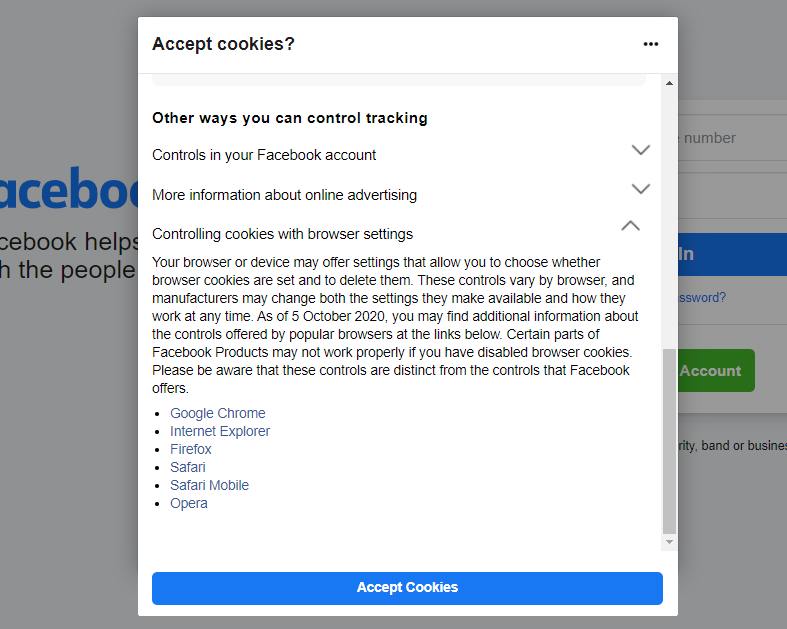 Accept cookies?
Other ways you can control tracking
Controls in your Facebook account
More information about online advertising
Controlling cookies with browser settings
Your browser or device may offer settings that allow you to choose whether
browser cookies are set and to delete them. These controls vary by browser, and
manufacturers may change both the settings they make available and how they
work at any time. As of 5 October 2020, you may find additional information about
the controls offered by popular browsers at the links below. Certain parts of
Facebook Products may not work properly if you have disabled browser cookies.
Please be aware that these controls are distinct from the controls that Facebook
offers.
Google Chrome
Internet Explorer
Firefox
Safari
Safari Mobile
Opera
Accept Cookies
acebo
cebook helps
h the people
number
In
ssword?
Account
rity, band or busines